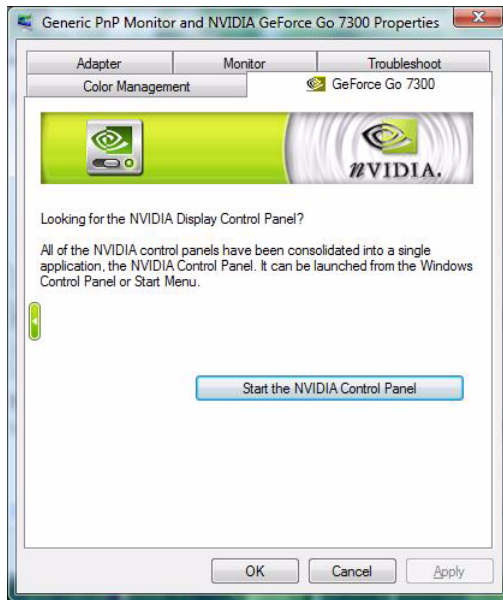 Generic PnP Monitor and NVIDIA GeForce Go 7300 Properties
Adapter Monitor Troubleshoot
Color Management GeForce Go 7300
nVIDIA.
Looking for the NVIDIA Display Control Panel?
All of the NVIDIA control panels have been consolidated into a single
application, the NVIDIA Control Panel. It can be launched from the Windows
Control Panel or Start Menu.
Start the NVIDIA Control Panel
OK Cancel Apply